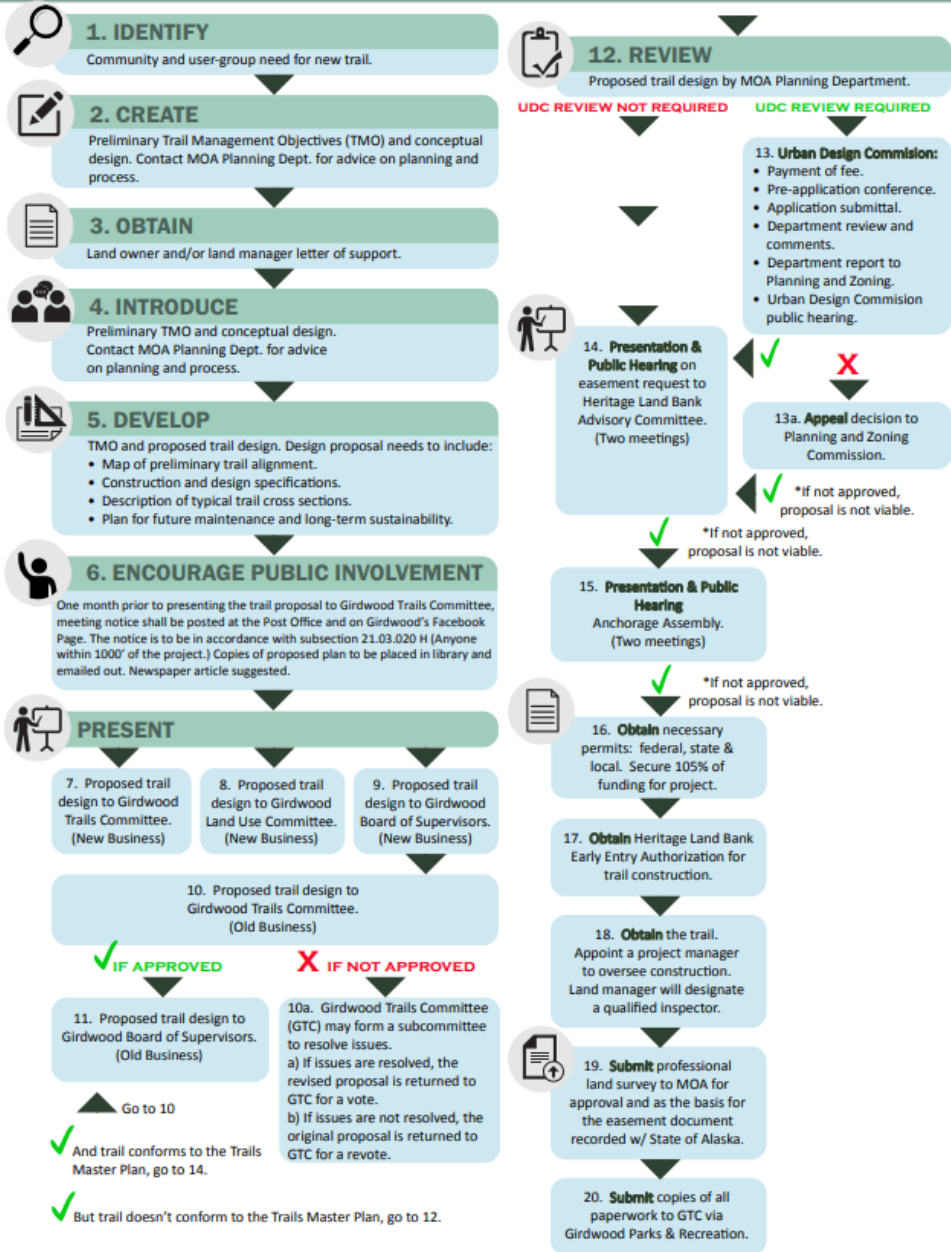 1. IDENTIFY
Community and user-group need for new trail.
2. CREATE
Preliminary Trail Management Objectives (TMO) and conceptual
design. Contact MOA Planning Dept. for advice on planning and
process.
3. OBTAIN
Land owner and/or land manager letter of support.
4. INTRODUCE
Preliminary TMO and conceptual design.
Contact MOA Planning Dept. for advice
on planning and process.
5. DEVELOP
TMO and proposed trail design. Design proposal needs to include:
• Map of preliminary trail alignment.
• Construction and design specifications.
• Description of typical trail cross sections.
• Plan for future maintenance and long-term sustainability.
6. ENCOURAGE PUBLIC INVOLVEMENT
One month prior to presenting the trail proposal to Girdwood Trails Committee,
meeting notice shall be posted at the Post Office and on Girdwood's Facebook
Page. The notice is to be in accordance with subsection 21.03.020 H (Anyone
within 1000' of the project.) Copies of proposed plan to be placed in library and
emailed out. Newspaper article suggested.
PRESENT
7. Proposed trail
design to Girdwood
Trails Committee.
(New Business)
8. Proposed trail
design to Girdwood
Land Use Committee.
(New Business)
9. Proposed trail
design to Girdwood
Board of Supervisors.
(New Business)
10. Proposed trail design to
Girdwood Trails Committee.
(Old Business)
IF APPROVED
X IF NOT APPROVED
11. Proposed trail design to
Girdwood Board of Supervisors.
(Old Business)
10a. Girdwood Trails Committee
(GTC) may form a subcommittee
to resolve issues.
a) If issues are resolved, the
revised proposal is returned to
GTC for a vote.
b) If issues are not resolved, the
original proposal is returned to
GTC for a revote.
Go to 10
And trail conforms to the Trails
Master Plan, go to 14.
But trail doesn't conform to the Trails Master Plan, go to 12.
12. REVIEW
Proposed trail design by MOA Planning Department.
UDC REVIEW NOT REQUIRED
UDC REVIEW REQUIRED
13. Urban Design Commision:
• Payment of fee.
• Pre-application conference.
• Application submittal.
• Department review and
comments.
• Department report to
Planning and Zoning.
• Urban Design Commision
public hearing.
X
14. Presentation &
Public Hearing on
easement request to
Heritage Land Bank
Advisory Committee.
(Two meetings)
13a. Appeal decision to
Planning and Zoning
Commission.
*If not approved,
proposal is not viable.
*If not approved,
proposal is not viable.
15. Presentation & Public
Hearing
Anchorage Assembly.
(Two meetings)
*If not approved,
proposal is not viable.
16. Obtain necessary
permits: federal, state &
local. Secure 105% of
funding for project.
17. Obtain Heritage Land Bank
Early Entry Authorization for
trail construction.
18. Obtain the trail.
Appoint a project manager
to oversee construction.
Land manager will designate
a qualified inspector.
19. Submit professional
land survey to MOA for
approval and as the basis for
the easement document
recorded w/ State of Alaska.
20. Submit copies of all
paperwork to GTC via
Girdwood Parks & Recreation.